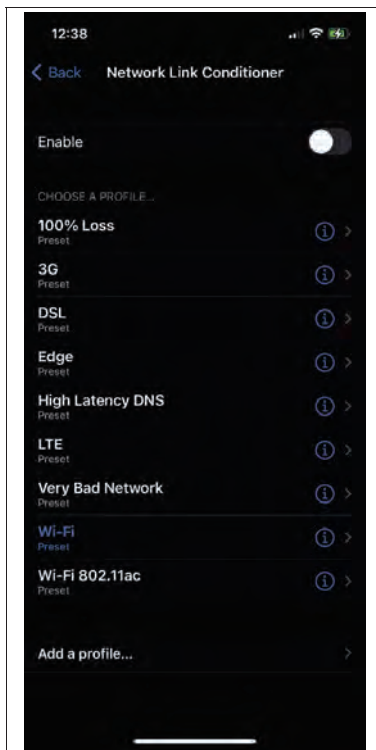 12:38
Back Network Link Conditioner
Enable
CHOOSE A PROFILE...
100% Loss
Preset
3G
Preset
DSL
Preset
Edge
Preset
High Latency DNS
Preset
LTE
Preset
Very Bad Network
Preset
Wi-Fi
Preset
Wi-Fi 802.11ac
Preset
Add a profile...